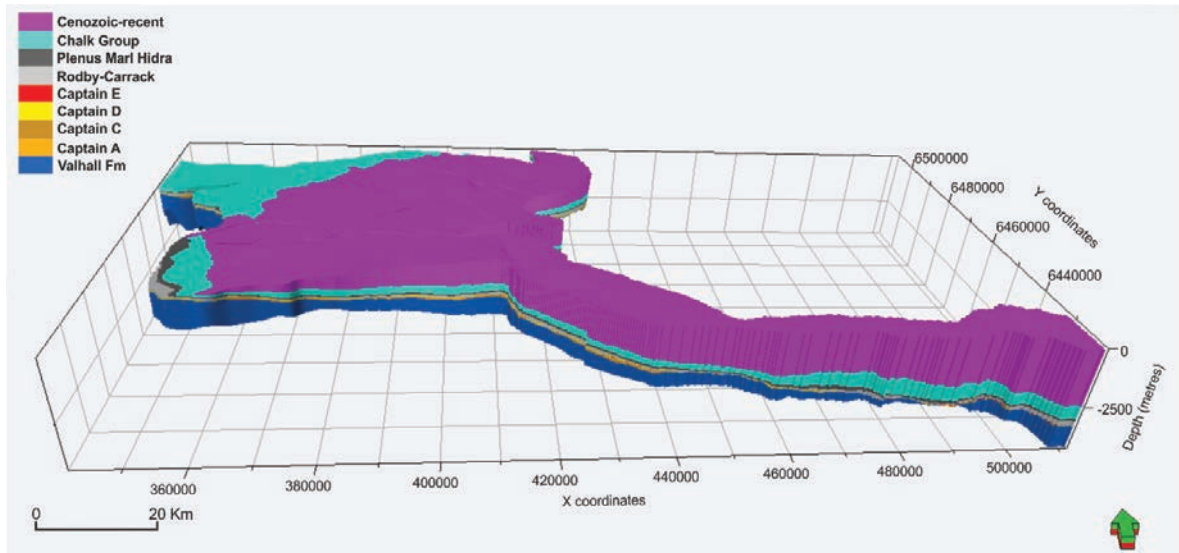 Cenozoic-recent
Chalk Group
Plenus Marl Hidra
Rodby-Carrack
Captain E
Captain D
Captain C
Captain A
Valhall Fm
6500000
6480000
6460000
6440000
Y coordinates
0
-2500
Depth (metres)
360000
380000
400000
420000
440000
460000
480000
500000
X coordinates
0 20 Km